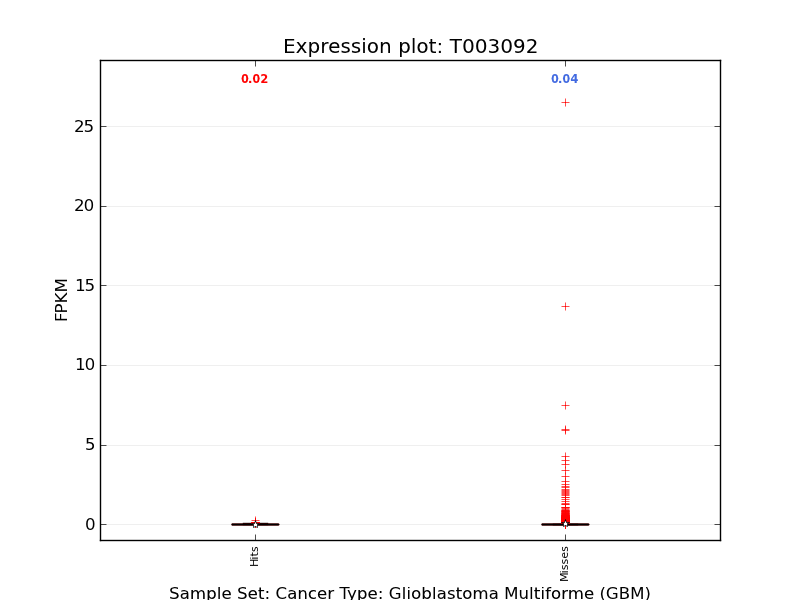 Expression plot: T003092
0.02
0.04
25
20
15
10
5
0
FPKM
Hits
Misses
Sample Set: Cancer Type: Glioblastoma Multiforme (GBM)